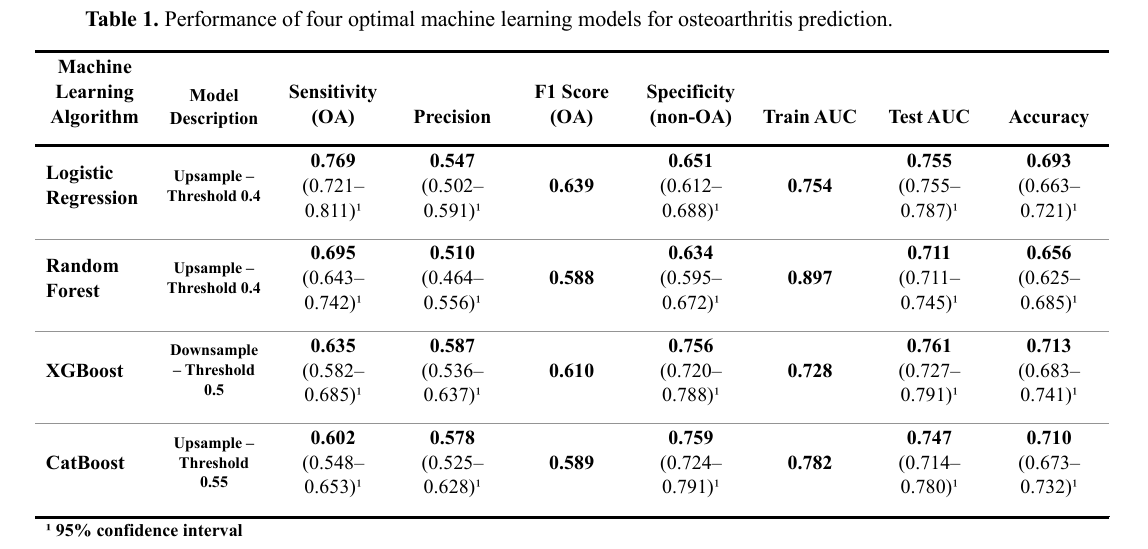 Table 1. Performance of four optimal machine learning models for osteoarthritis prediction.
Machine Learning Algorithm | Model Description | Sensitivity (OA) | Precision | F1 Score (OA) | Specificity (non-OA) | Train AUC | Test AUC | Accuracy
Logistic Regression | Upsample – Threshold 0.4 | 0.769 (0.721–0.811)¹ | 0.547 (0.502–0.591)¹ | 0.639 | 0.651 (0.612–0.688)¹ | 0.754 | 0.755 (0.755–0.787)¹ | 0.693 (0.663–0.721)¹
Random Forest | Upsample – Threshold 0.4 | 0.695 (0.643–0.742)¹ | 0.510 (0.464–0.556)¹ | 0.588 | 0.634 (0.595–0.672)¹ | 0.897 | 0.711 (0.711–0.745)¹ | 0.656 (0.625–0.685)¹
XGBoost | Downsample – Threshold 0.5 | 0.635 (0.582–0.685)¹ | 0.587 (0.536–0.637)¹ | 0.610 | 0.756 (0.720–0.788)¹ | 0.728 | 0.761 (0.727–0.791)¹ | 0.713 (0.683–0.741)¹
CatBoost | Upsample – Threshold 0.55 | 0.602 (0.548–0.653)¹ | 0.578 (0.525–0.628)¹ | 0.589 | 0.759 (0.724–0.791)¹ | 0.782 | 0.747 (0.714–0.780)¹ | 0.710 (0.673–0.732)¹
¹ 95% confidence interval